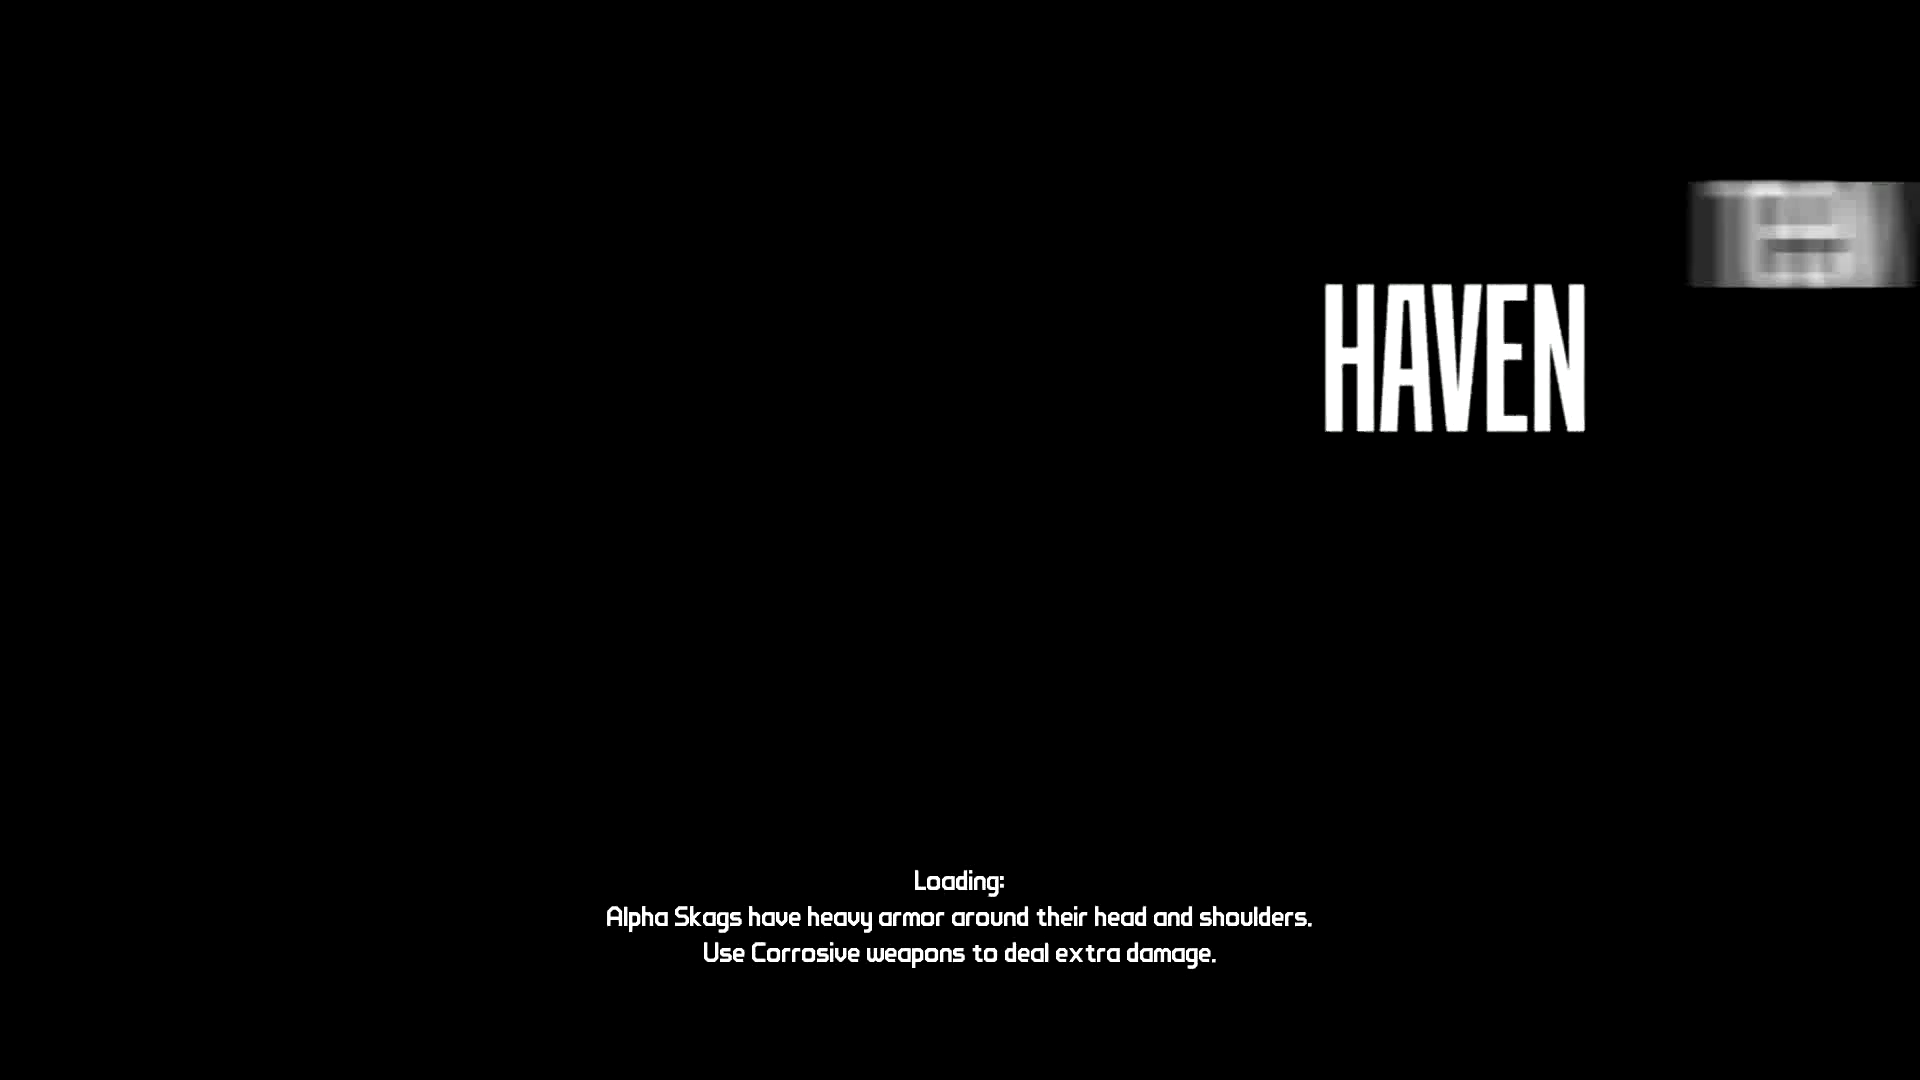 HAVEN
Loading:
Alpha Skags have heavy armor around their head and shoulders.
Use Corrosive weapons to deal extra damage.